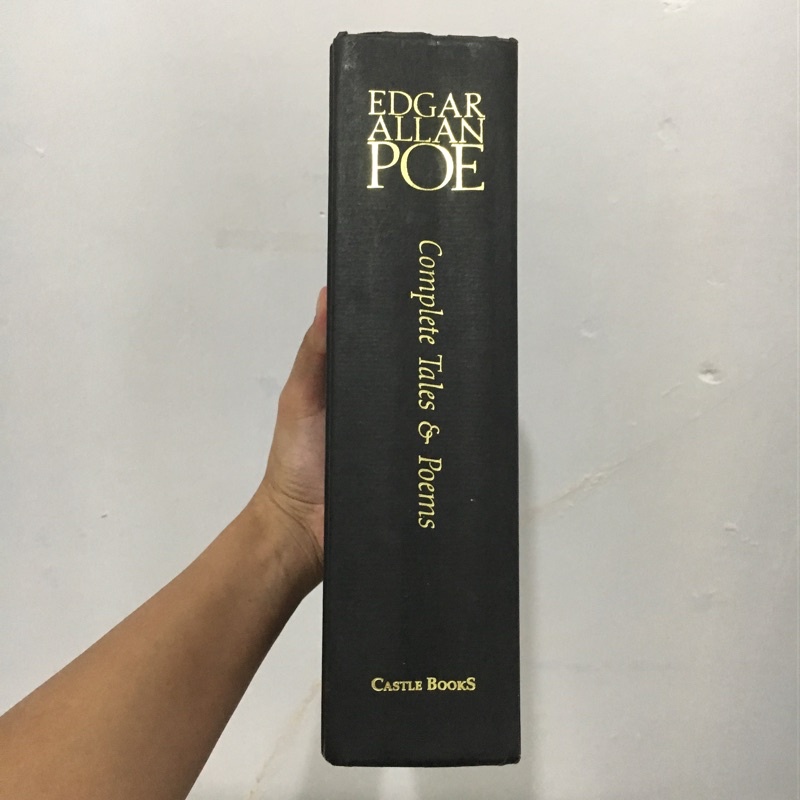 EDGAR
ALLAN
POE
Complete Tales & Poems
CASTLE BOOKS